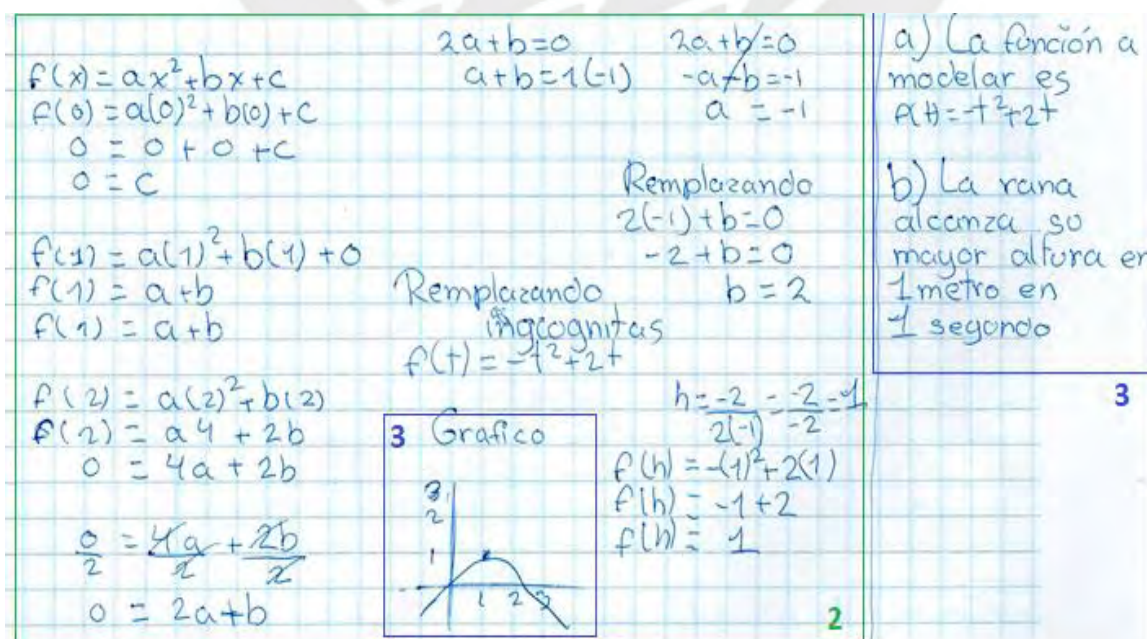 f(x) = ax²+bx+c
f(0) = a(0)²+b(0)+c
0 = 0 + 0 +c
0 = c
f(1) = a(1)²+b(1)+0
f(1) = a+b
f(1) = a+b
f(2) = a(2)²+b(2)
f(2) = a4 + 2b
0 = 4a + 2b
0/2 = 4a/2 + 2b/2
0 = 2a+b
2a+b=0
a+b=1(-1)
2a+b=0
-a-b=-1
a = -1
Remplazando
2(-1)+b=0
-2+b=0
b = 2
Remplazando
ingcognitas
f(t) = -t²+2t
3 Grafico
3
2
1
1 2 3
h = -2/2(-1) = -2/-2 = 1
f(h) = -(1)²+2(1)
f(h) = -1+2
f(h) = 1
2
a) La función a
modelar es
f(t)=-t²+2t
b) La rana
alcanza su
mayor altura en
1 metro en
1 segundo
3